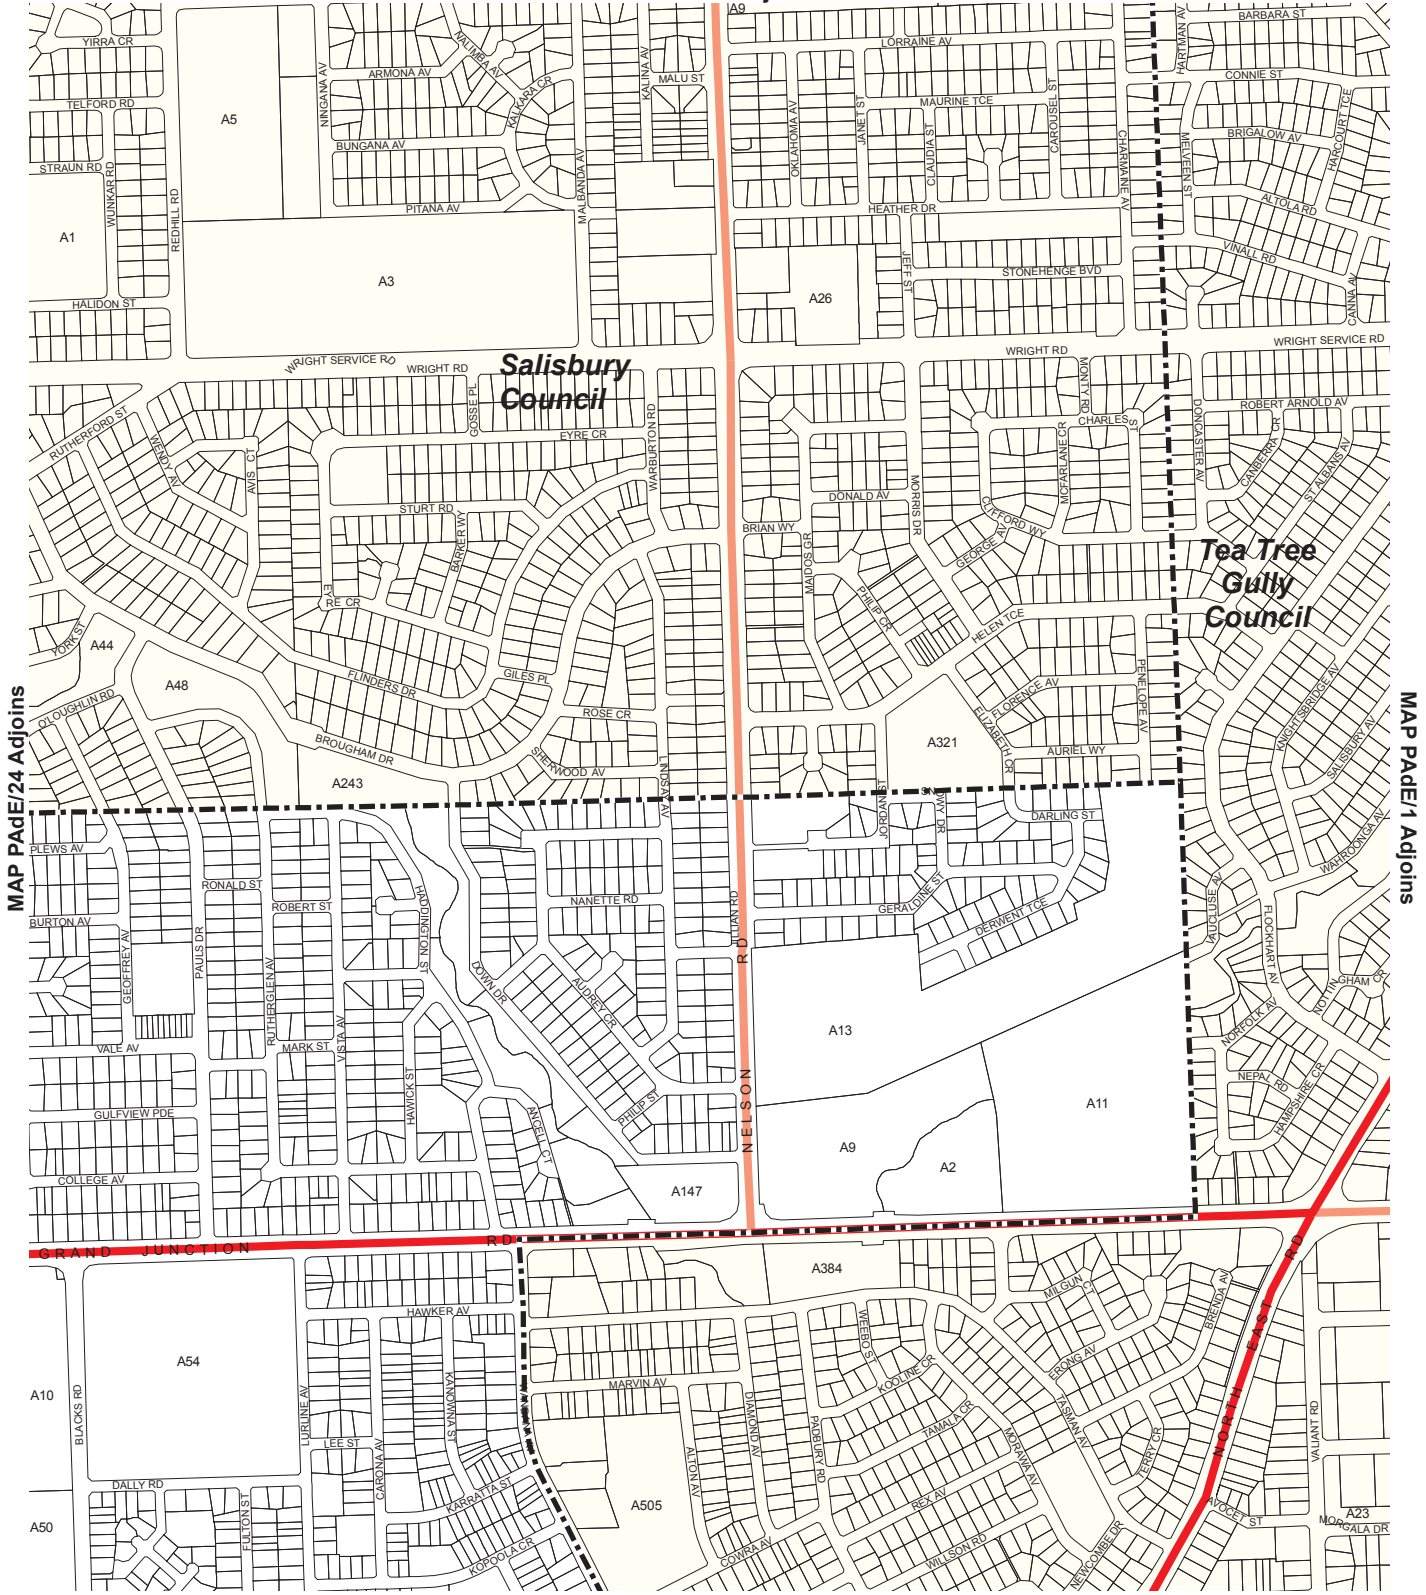 A9
BARBARA ST
YIRRA CR
NALIMBA AV
LORRAINE AV
HARTMAN AV
ARMONA AV
KALINA AV
MALU ST
CONNIE ST
TELFORD RD
NINGANA AV
KALKARA CR
OKLAHOMA AV
JANET ST
MAURINE TCE
CAROUSEL ST
HARCOURT TCE
A5
BUNGANA AV
CLAUDIA ST
CHARMAINE AV
MELVEEN ST
BRIGALOW AV
STRAUN RD
WUNKAR RD
REDHILL RD
MALBANDA AV
PITANA AV
HEATHER DR
ALTOLA RD
A1
JEFF ST
VINALL RD
STONEHENGE BVD
A3
A26
CANNA AV
HALIDON ST
WRIGHT SERVICE RD
WRIGHT RD
Salisbury
Council
WRIGHT RD
WRIGHT SERVICE RD
MONTY RD
GOSSE PL
RUTHERFORD ST
WARBURTON RD
DONCASTER AV
ROBERT ARNOLD AV
CHARLES ST
EYRE CR
WENDY AV
AVIS CT
MCFARLANE CR
CANBERRA CR
ST ALBANS AV
DONALD AV
MORRIS DR
STURT RD
BARKER WY
BRIAN WY
CLIFFORD WY
GEORGE AV
MAIDOS GR
Tea Tree
Gully
Council
EY
RE CR
PHILIP CR
HELEN TCE
YORK ST
A44
A48
FLINDERS DR
GILES PL
PENELOPE AV
FLORENCE AV
ELIZABETH CR
KNIGHTSBRIDGE AV
O'LOUGHLIN RD
ROSE CR
BROUGHAM DR
SHERWOOD AV
A321
AURIEL WY
SALISBURY AV
MAP PAdE/24 Adjoins
MAP PAdE/1 Adjoins
A243
LINDSAY AV
JORDAN ST
DARLING ST
PLEWS AV
WAHROONGA AV
RONALD ST
ROBERT ST
HADDINGTON ST
NANETTE RD
GERALDINE ST
DERWENT TCE
VAUCLUSE AV
FLOCKHART AV
BURTON AV
GEOFFREY AV
PAULS DR
RUTHERGLEN AV
DOWN DR
AUDREY CR
NOTTIN
GHAM CR
NORFOLK AV
A13
VALE AV
MARK ST
VISTA AV
HAWICK ST
PHILIP ST
NELSON RD
NEPAL RD
HAMPSHIRE CR
A11
GULFVIEW PDE
ANCELL CT
A9
A2
COLLEGE AV
A147
GRAND JUNCTION RD
A384
MILGUN CT
BRENDA AV
HAWKER AV
WEEBO ST
KOOLINE CR
ERONG AV
A54
MARVIN AV
A10
BLACKS RD
LURLINE AV
KANOWNA ST
DIAMOND AV
PADBURY RD
TAMALA CR
MORAWA AV
TASMAN AV
NORTH EAST RD
VALIANT RD
LEE ST
CARONA AV
ALTON AV
TERRY CR
DALLY RD
KARRATTA ST
A505
REX AV
AVOCET ST
A23
MORGALA DR
A50
FULTON ST
KOPOOLA CR
COWRA AV
WILLSON RD
NEWCOMBE DR